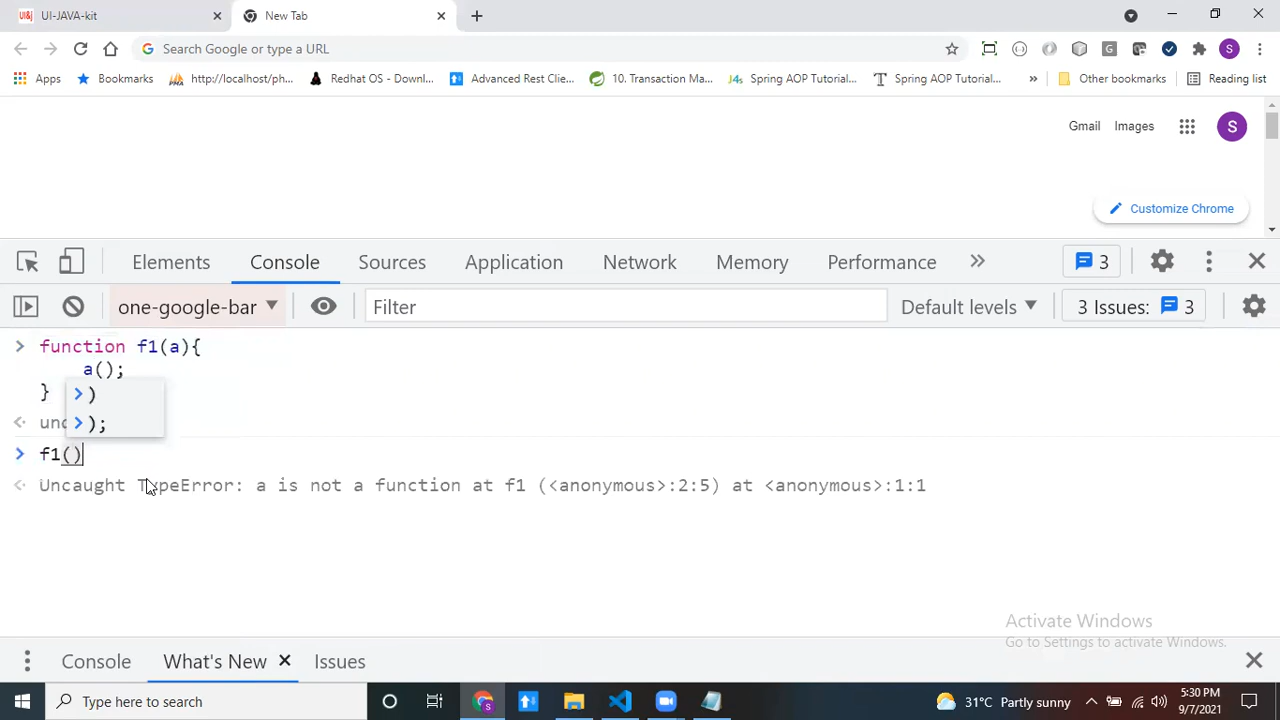 UI-JAVA-kit
New Tab
Search Google or type a URL
Apps Bookmarks http://localhost/ph... Redhat OS - Downl... Advanced Rest Clie... 10. Transaction Ma... Spring AOP Tutorial... Spring AOP Tutorial... » Other bookmarks Reading list
Gmail Images S
Customize Chrome
Elements Console Sources Application Network Memory Performance » 3
one-google-bar Filter Default levels 3 Issues: 3
> function f1(a){
a();
}
> )
und
> );
> f1()
Uncaught TypeError: a is not a function at f1 (<anonymous>:2:5) at <anonymous>:1:1
Activate Windows
Go to Settings to activate Windows.
Console What's New Issues
Type here to search
31°C Partly sunny
5:30 PM
9/7/2021